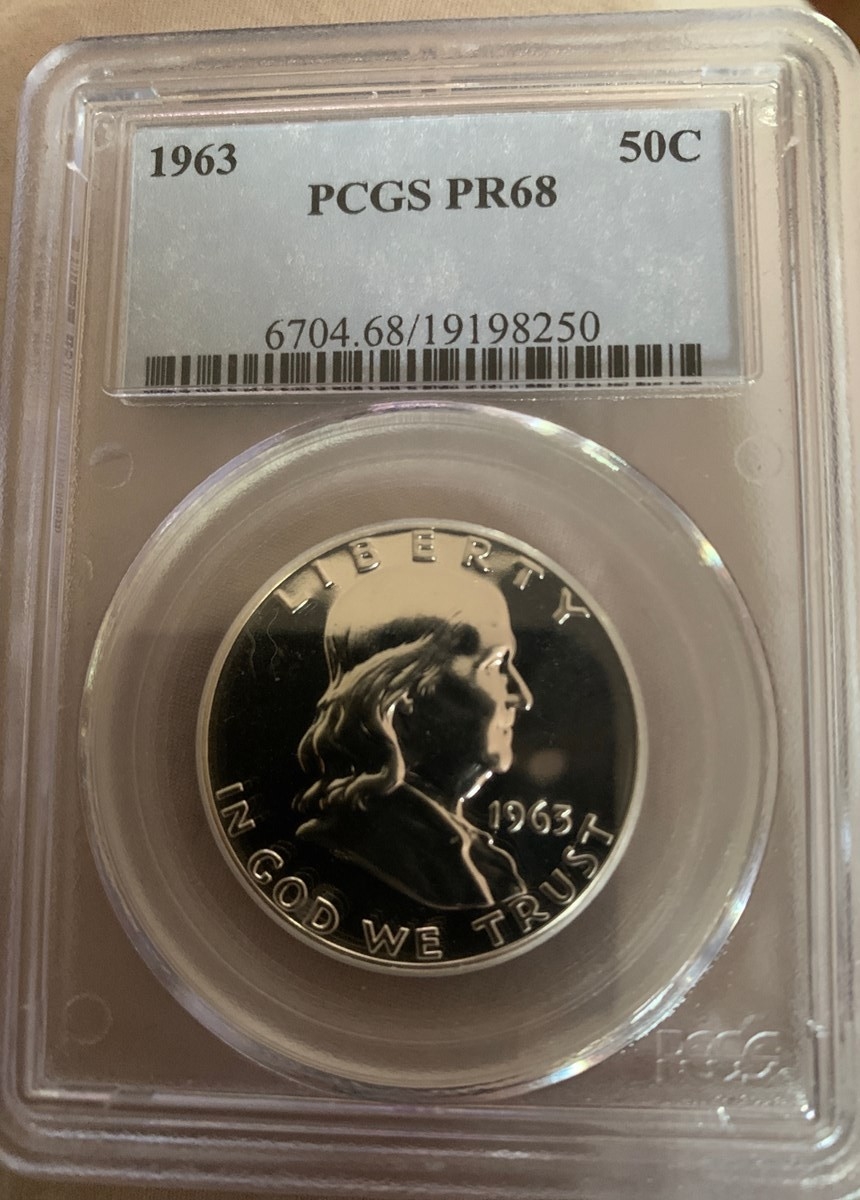 1963 50C
PCGS PR68
6704.68/19198250
LIBERTY
1963
IN GOD WE TRUST
PCGS